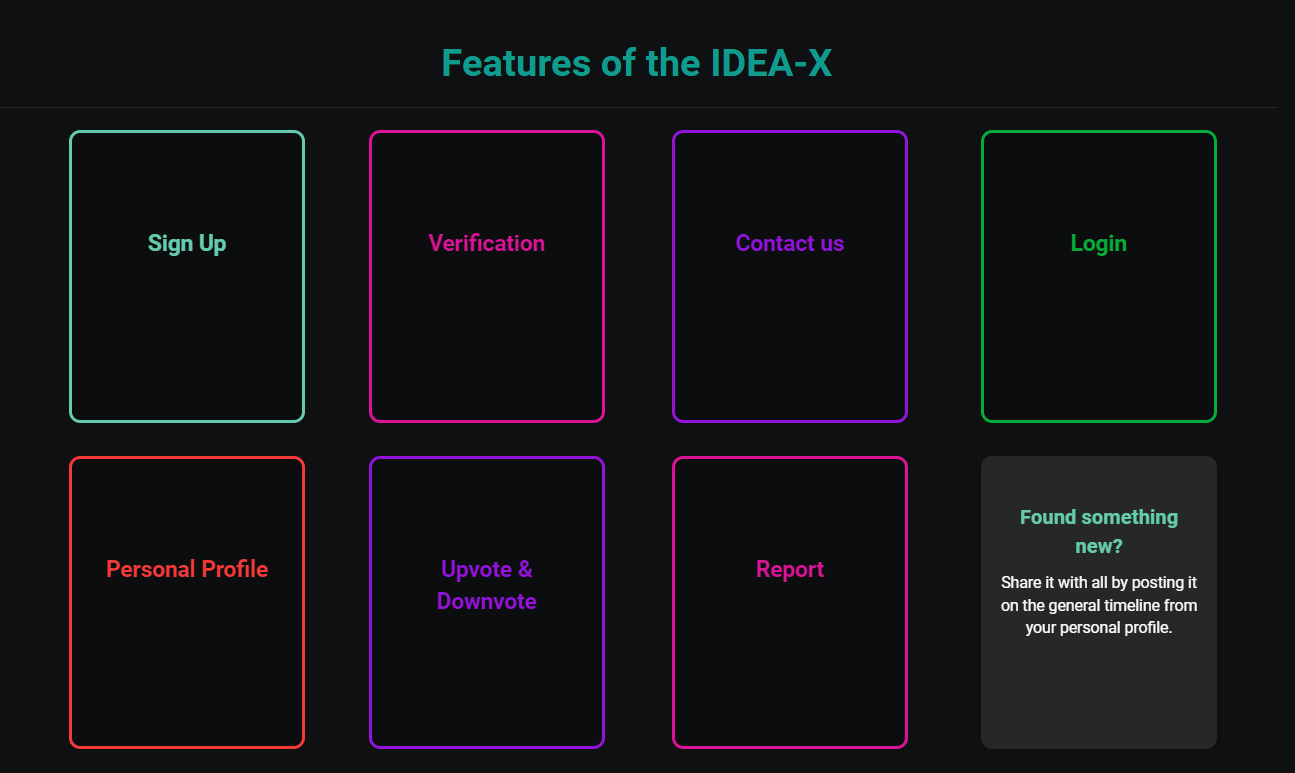 Features of the IDEA-X
Sign Up
Verification
Contact us
Login
Personal Profile
Upvote &
Downvote
Report
Found something
new?
Share it with all by posting it
on the general timeline from
your personal profile.